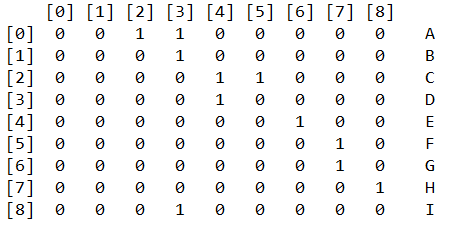 [0] [1] [2] [3] [4] [5] [6] [7] [8]
[0] 0 0 1 1 0 0 0 0 0 A
[1] 0 0 0 1 0 0 0 0 0 B
[2] 0 0 0 0 1 1 0 0 0 C
[3] 0 0 0 0 1 0 0 0 0 D
[4] 0 0 0 0 0 0 1 0 0 E
[5] 0 0 0 0 0 0 0 1 0 F
[6] 0 0 0 0 0 0 0 1 0 G
[7] 0 0 0 0 0 0 0 0 1 H
[8] 0 0 0 1 0 0 0 0 0 I